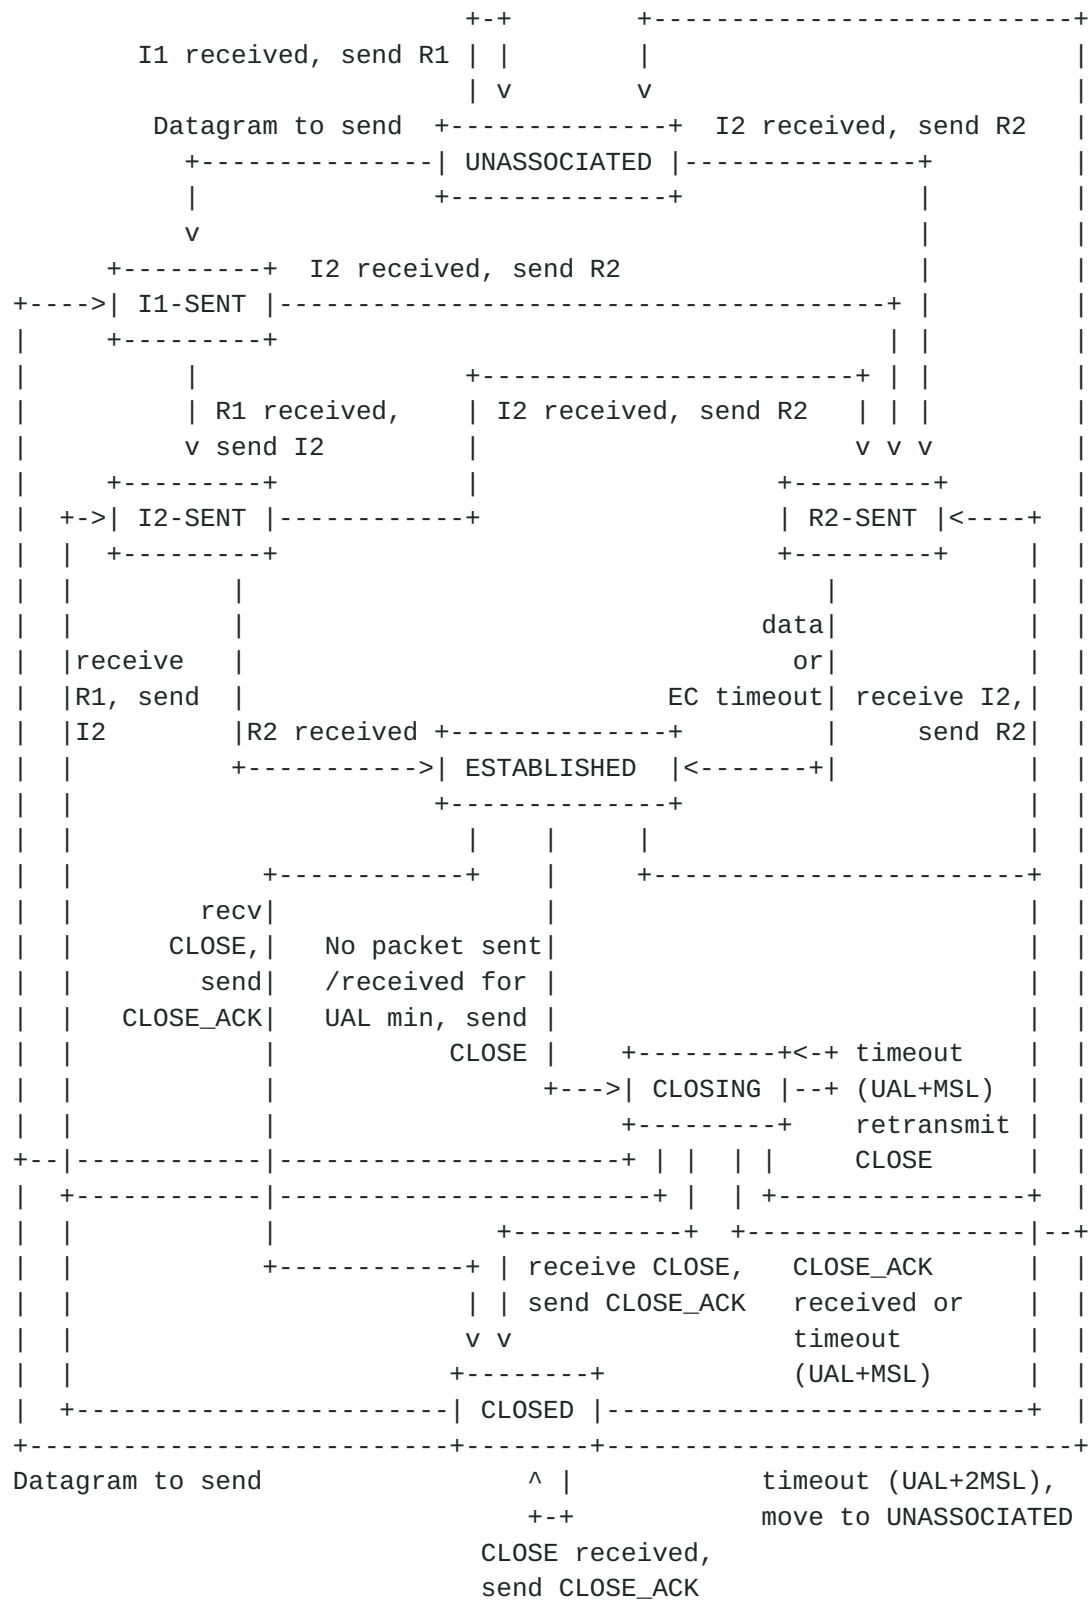 I1 received, send R1
Datagram to send I2 received, send R2
UNASSOCIATED
I2 received, send R2
I1-SENT
R1 received, I2 received, send R2
send I2
I2-SENT R2-SENT
data
receive or
R1, send EC timeout receive I2,
I2 R2 received send R2
ESTABLISHED
recv
CLOSE, No packet sent
send /received for
CLOSE_ACK UAL min, send
CLOSE timeout
CLOSING (UAL+MSL)
retransmit
CLOSE
receive CLOSE, CLOSE_ACK
send CLOSE_ACK received or
timeout
(UAL+MSL)
CLOSED
Datagram to send timeout (UAL+2MSL),
move to UNASSOCIATED
CLOSE received,
send CLOSE_ACK